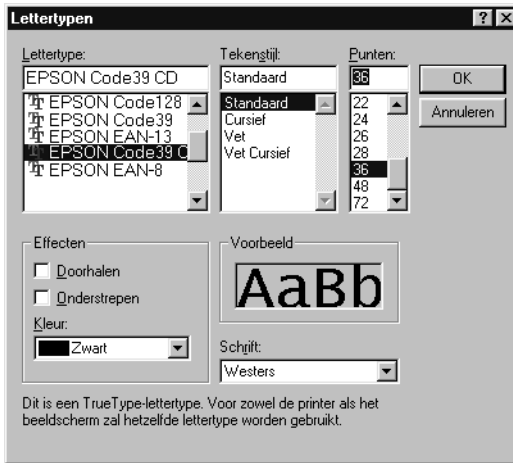 Lettertypen
Lettertype:
EPSON Code39 CD
EPSON Code128
EPSON Code39
EPSON EAN-13
EPSON Code39 C
EPSON EAN-8
Tekenstijl:
Standaard
Standaard
Cursief
Vet
Vet Cursief
Punten:
36
22
24
26
28
36
48
72
OK
Annuleren
Effecten
Doorhalen
Onderstrepen
Kleur:
Zwart
Voorbeeld
AaBb
Schrift:
Westers
Dit is een TrueType-lettertype. Voor zowel de printer als het
beeldscherm zal hetzelfde lettertype worden gebruikt.